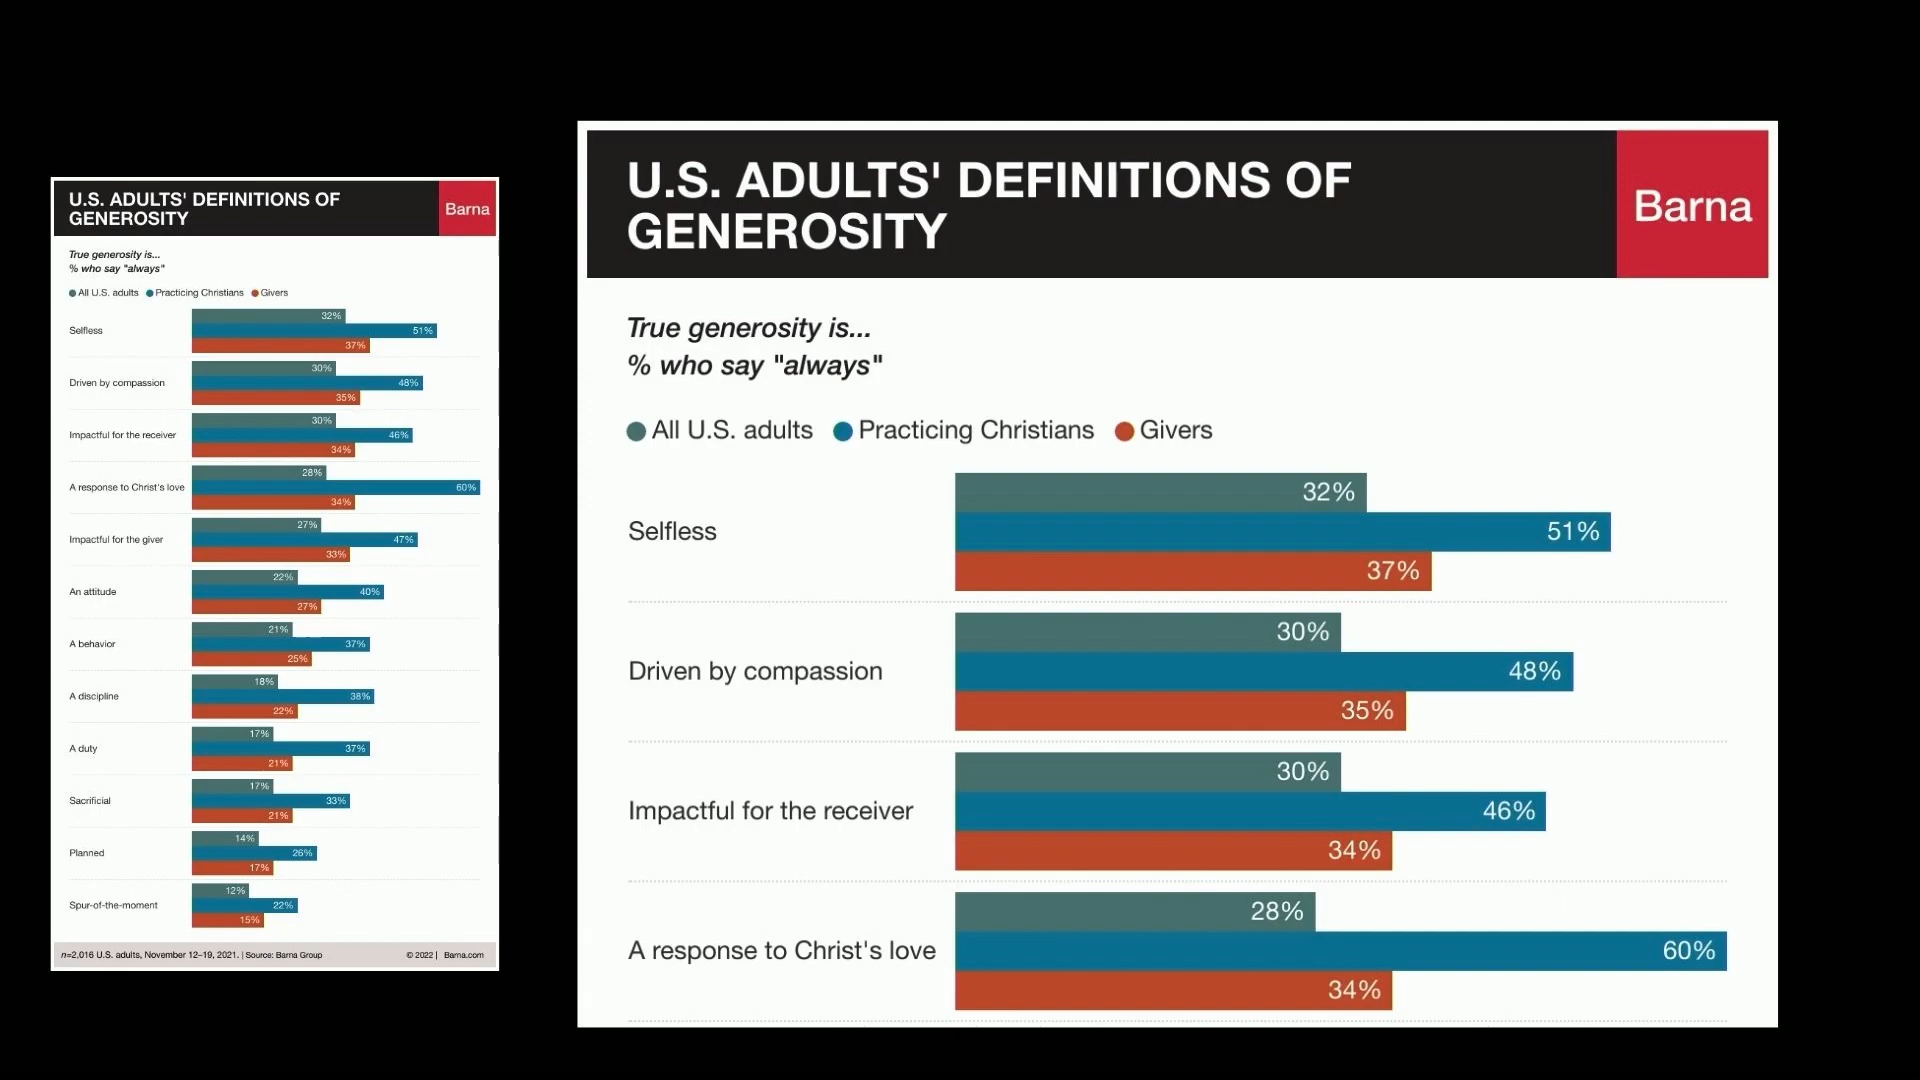 U.S. ADULTS' DEFINITIONS OF
GENEROSITY
Barna
True generosity is...
% who say "always"
All U.S. adults Practicing Christians Givers
32%
Selfless 51%
37%
30%
Driven by compassion 48%
35%
30%
Impactful for the receiver 46%
34%
28%
A response to Christ's love 60%
34%
27%
Impactful for the giver 47%
33%
22%
An attitude 40%
27%
21%
A behavior 37%
25%
18%
A discipline 38%
22%
17%
A duty 37%
21%
17%
Sacrificial 33%
21%
14%
Planned 26%
17%
12%
Spur-of-the-moment 22%
15%
n=2,016 U.S. adults, November 12–19, 2021. | Source: Barna Group © 2022 | Barna.com
U.S. ADULTS' DEFINITIONS OF
GENEROSITY
Barna
True generosity is...
% who say "always"
All U.S. adults Practicing Christians Givers
32%
Selfless 51%
37%
30%
Driven by compassion 48%
35%
30%
Impactful for the receiver 46%
34%
28%
A response to Christ's love 60%
34%